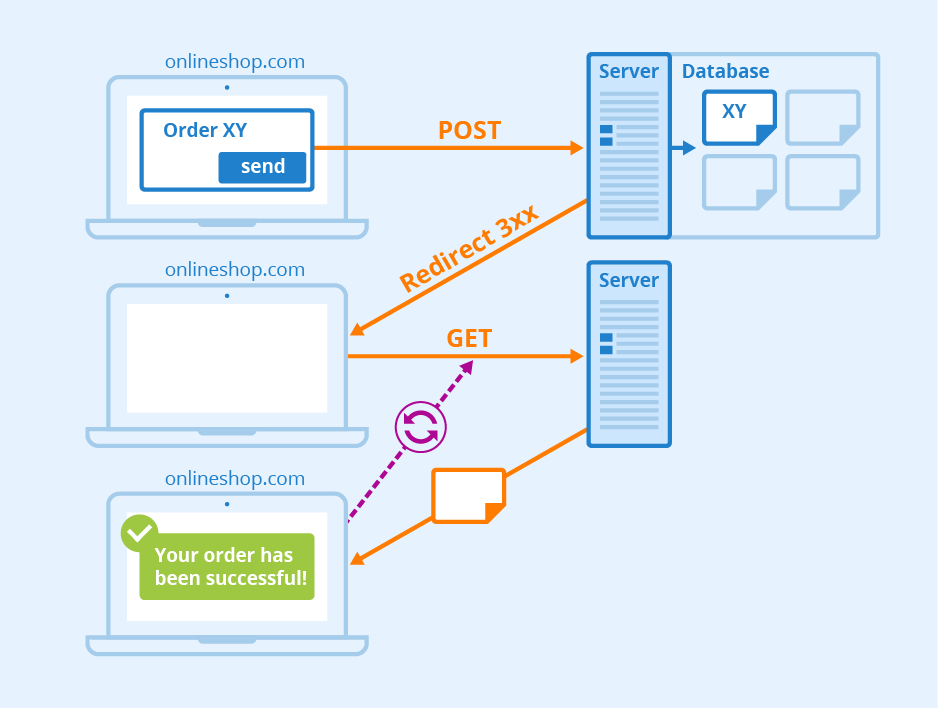 onlineshop.com
Server
Database
Order XY
send
POST
XY
Redirect 3xx
onlineshop.com
GET
Server
onlineshop.com
Your order has
been successful!